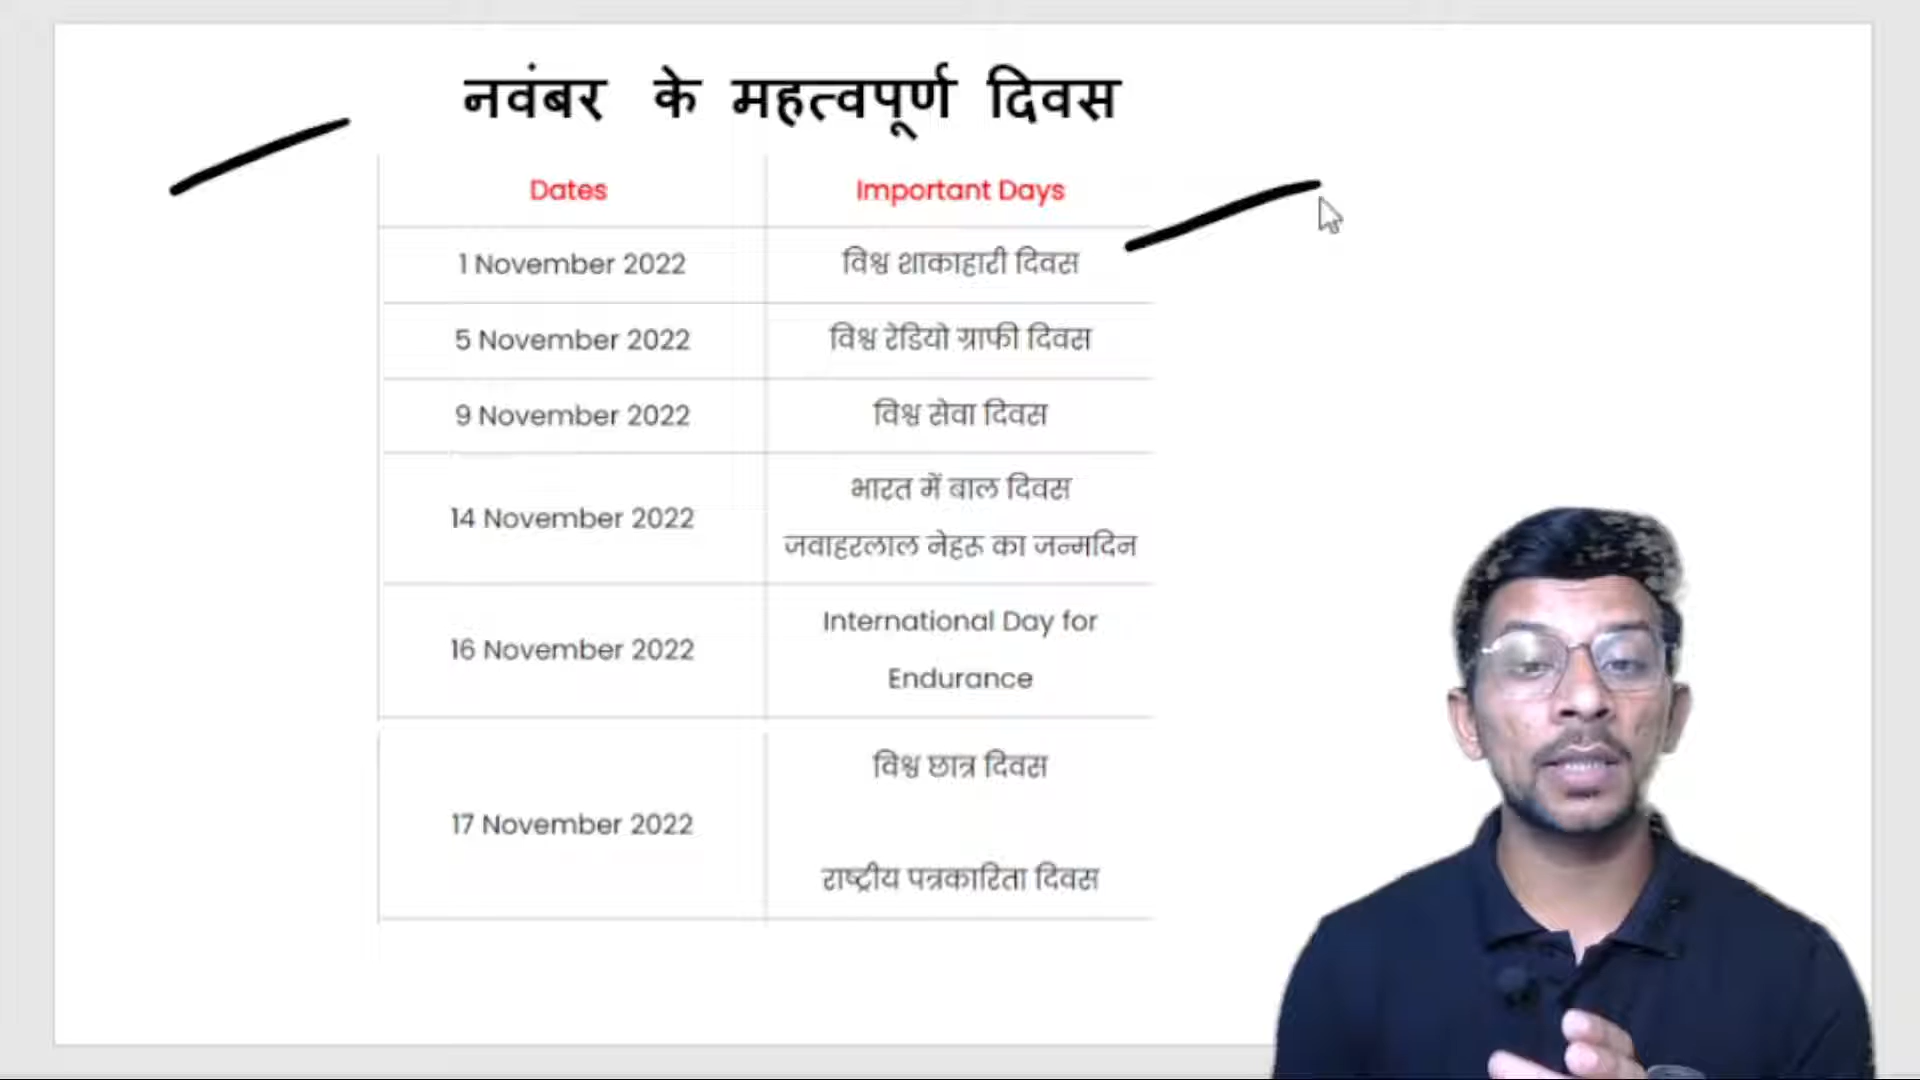 नवंबर के महत्वपूर्ण दिवस
Dates Important Days
1 November 2022 विश्व शाकाहारी दिवस
5 November 2022 विश्व रेडियो ग्राफी दिवस
9 November 2022 विश्व सेवा दिवस
14 November 2022 भारत में बाल दिवस
जवाहरलाल नेहरू का जन्मदिन
16 November 2022 International Day for
Endurance
17 November 2022 विश्व छात्र दिवस
राष्ट्रीय पत्रकारिता दिवस